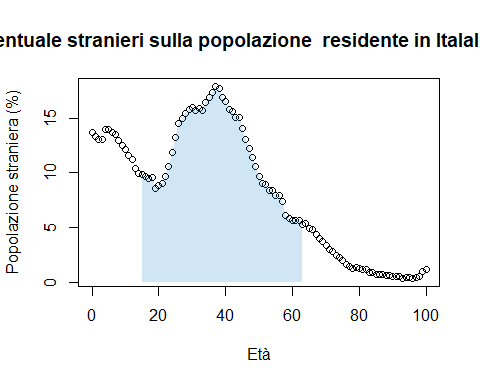 entuale stranieri sulla popolazione residente in Italal
Popolazione straniera (%)
15
10
5
0
0 20 40 60 80 100
Età